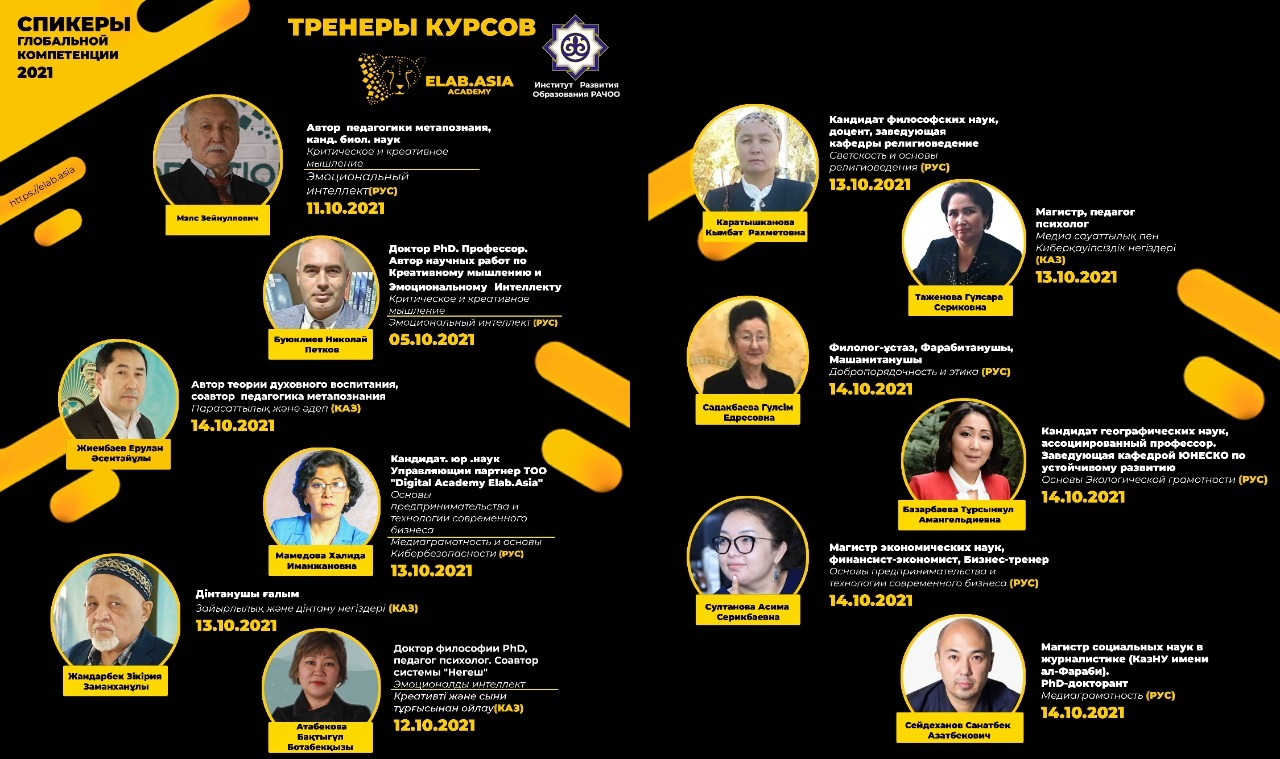 СПИКЕРЫ
ГЛОБАЛЬНОЙ
КОМПЕТЕНЦИИ
2021
ТРЕНЕРЫ КУРСОВ
ELAB.ASIA
ACADEMY
Институт Развития
Образования РАЧОО
https://elab.asia
Автор педагогики метапознаия,
канд. биол. наук
Критическое и креативное
мышление
Эмоциональный
интеллект(РУС)
11.10.2021
Мэлс Зейнуллович
Доктор PhD. Профессор.
Автор научных работ по
Креативному мышлению и
Эмоциональному Интеллекту
Критическое и креативное
мышление
Эмоциональный интеллект (РУС)
05.10.2021
Буюклиев Николай
Петков
Автор теории духовного воспитания,
соавтор педагогика метапознания
Парасаттылық және әдеп (КАЗ)
14.10.2021
Жиенбаев Ерулан
Әсентайұлы
Кандидат. юр .наук
Управляющии партнер ТОО
"Digital Academy Elab.Asia"
Основы
предпринимательства и
технологии современного
бизнеса
Медиаграмотность и основы
Кибербезопасности (РУС)
13.10.2021
Мамедова Халида
Иманжановна
Дінтанушы ғалым
Зайырлылық және дінтану негіздері (КАЗ)
13.10.2021
Жандарбек Зікірия
Заманханұлы
Доктор философии PhD,
педагог психолог. Соавтор
системы "Негеш"
Эмоционалды интеллект
Креативті және сыни
тұрғысынан ойлау(КАЗ)
12.10.2021
Атабекова
Бақтыгүл
Ботабекқызы
Кандидат философских наук,
доцент, заведующая
кафедры религиоведение
Светскость и основы
религиоведения (РУС)
13.10.2021
Каратышканова
Кымбат Рахметовна
Магистр, педагог
психолог
Медиа сауаттылық пен
Киберқауіпсіздік негіздері
(КАЗ)
13.10.2021
Таженова Гүлсара
Сериковна
Филолог-ұстаз, Фарабитанушы,
Машанитанушы
Добропорядочность и этика (РУС)
14.10.2021
Садакбаева Гүлсім
Едресовна
Кандидат географических наук,
ассоциированный профессор.
Заведующая кафедрой ЮНЕСКО по
устойчивому развитию
Основы Экологической грамотности (РУС)
14.10.2021
Базарбаева Тұрсынкул
Амангельдиевна
Магистр экономических наук,
финансист-экономист, Бизнес-тренер
Основы предпринимательства и
технологии современного бизнеса (РУС)
14.10.2021
Султанова Асима
Серикбаевна
Магистр социальных наук в
журналистике (КазНУ имени
ал-Фараби).
PhD-докторант
Медиаграмотность (РУС)
14.10.2021
Сейдеханов Санатбек
Азатбекович